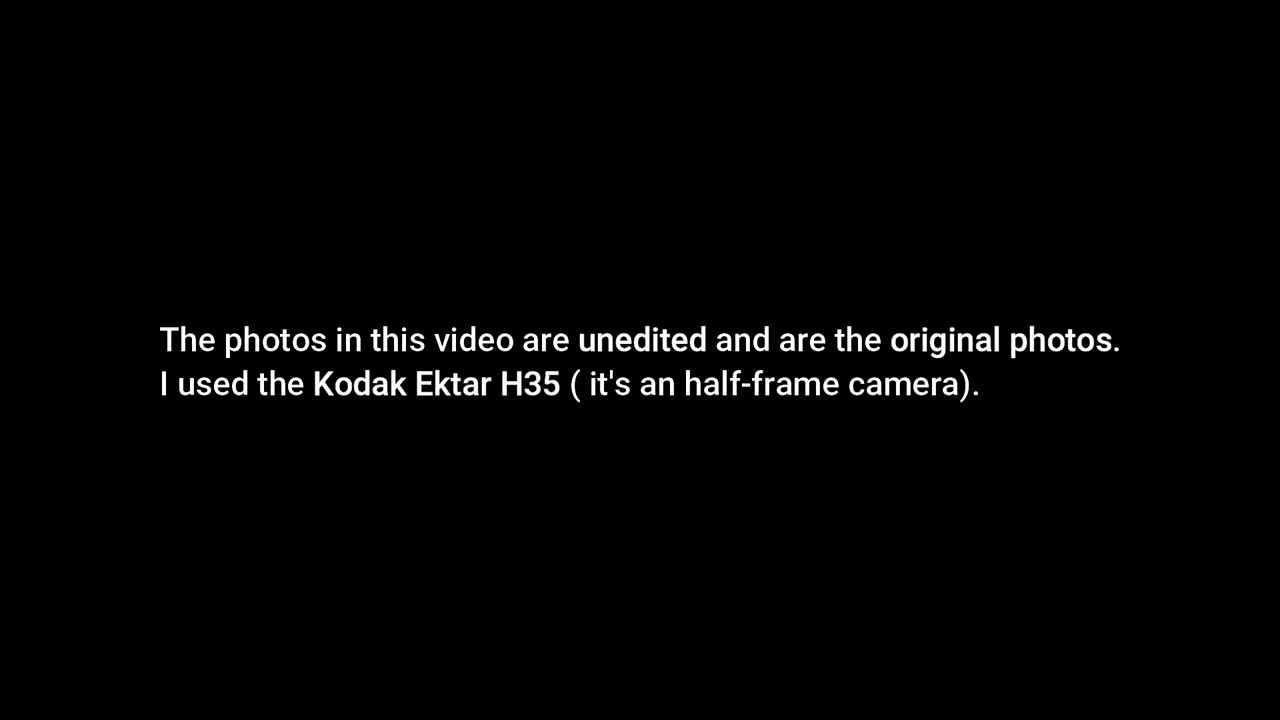 The photos in this video are unedited and are the original photos.
I used the Kodak Ektar H35 ( it's an half-frame camera).